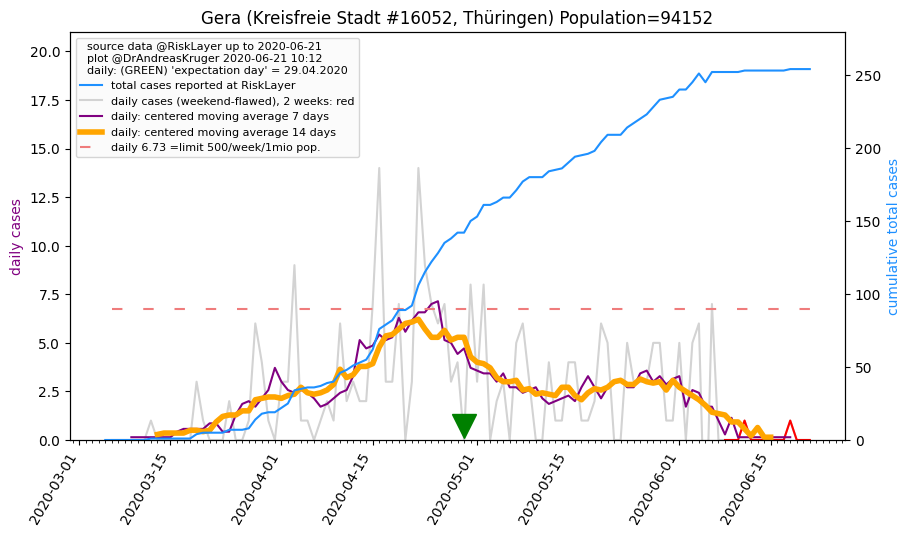 Gera (Kreisfreie Stadt #16052, Thüringen) Population=94152
source data @RiskLayer up to 2020-06-21
plot @DrAndreasKruger 2020-06-21 10:12
daily: (GREEN) 'expectation day' = 29.04.2020
total cases reported at RiskLayer
daily cases (weekend-flawed), 2 weeks: red
daily: centered moving average 7 days
daily: centered moving average 14 days
daily 6.73 =limit 500/week/1mio pop.
daily cases
20.0
17.5
15.0
12.5
10.0
7.5
5.0
2.5
0.0
cumulative total cases
250
200
150
100
50
0
2020-03-01
2020-03-15
2020-04-01
2020-04-15
2020-05-01
2020-05-15
2020-06-01
2020-06-15